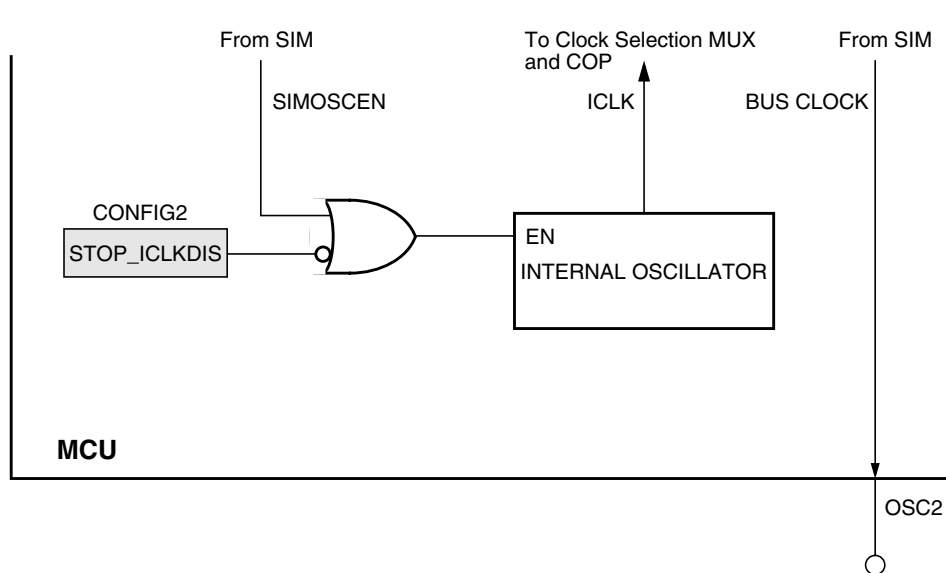 From SIM
To Clock Selection MUX
and COP
From SIM
SIMOSCEN
ICLK
BUS CLOCK
CONFIG2
STOP_ICLKDIS
EN
INTERNAL OSCILLATOR
MCU
OSC2